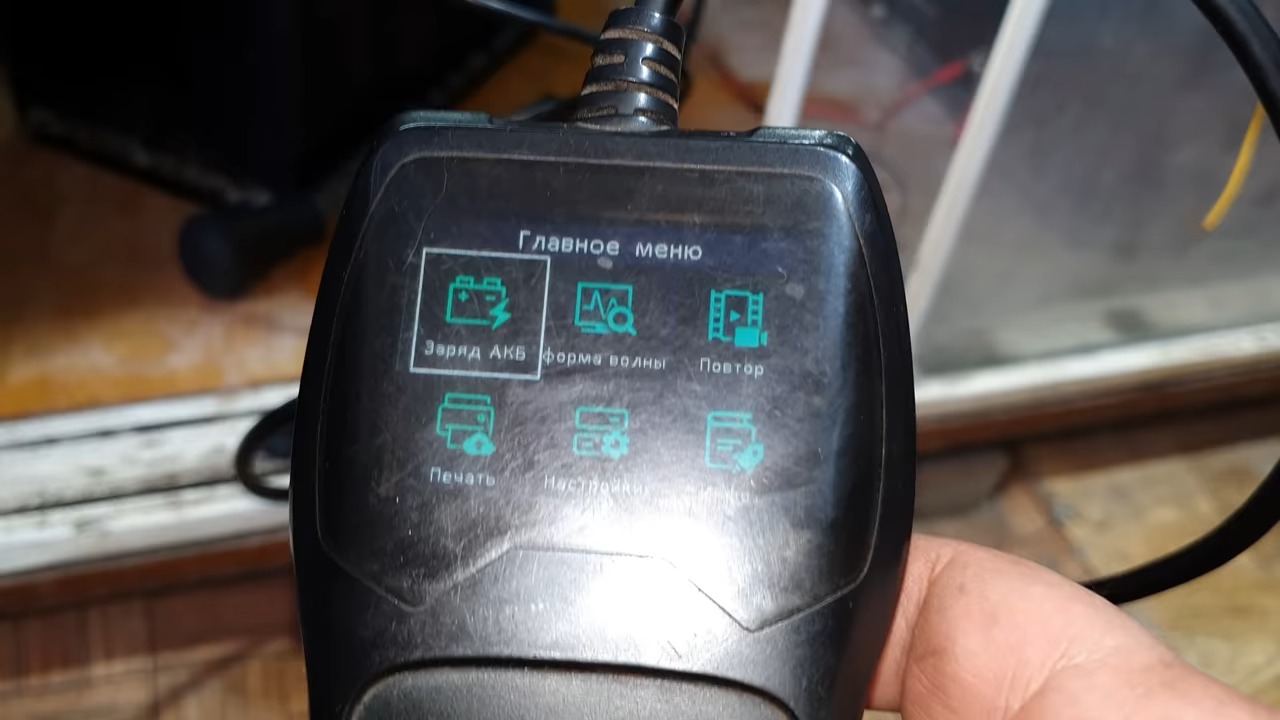 Главное меню
Заряд АКБ
форма волны
Повтор
Печать
Настройки